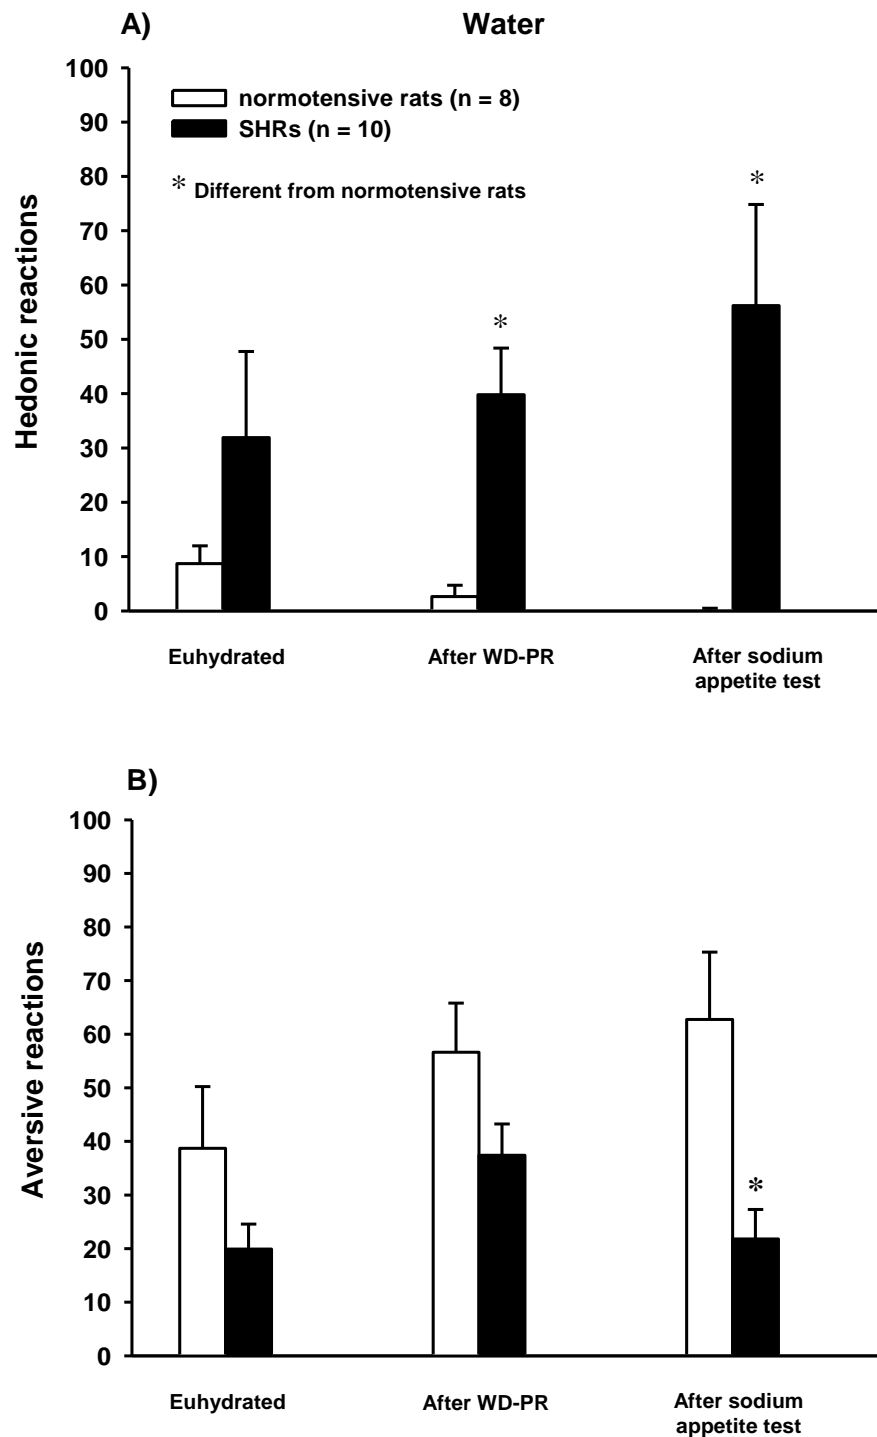 A)
Water
100
90
80
70
60
50
40
30
20
10
0
Hedonic reactions
normotensive rats (n = 8)
SHRs (n = 10)
* Different from normotensive rats
*
*
Euhydrated
After WD-PR
After sodium
appetite test
B)
100
90
80
70
60
50
40
30
20
10
0
Aversive reactions
*
Euhydrated
After WD-PR
After sodium
appetite test